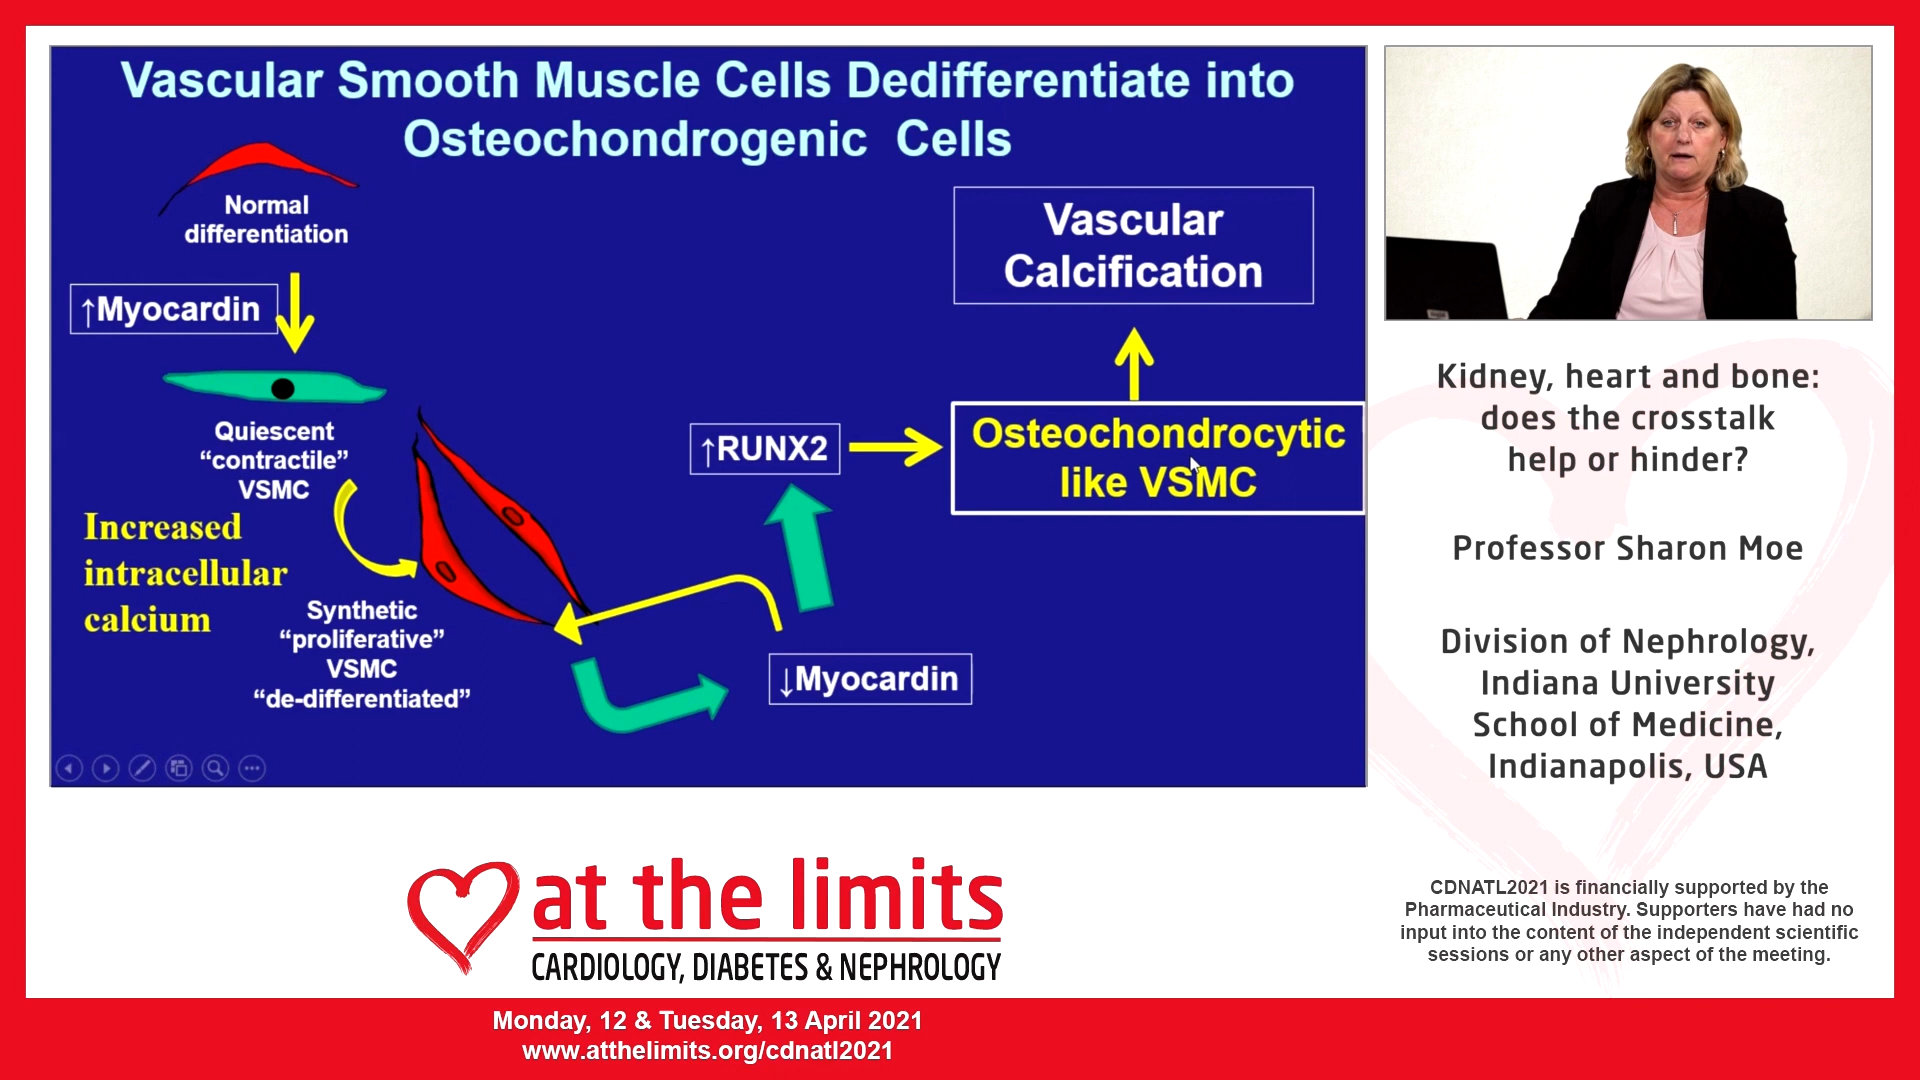 Vascular Smooth Muscle Cells Dedifferentiate into
Osteochondrogenic Cells
Normal
differentiation
↑Myocardin
Quiescent
“contractile”
VSMC
Increased
intracellular
calcium
Synthetic
“proliferative”
VSMC
“de-differentiated”
↓Myocardin
↑RUNX2
Osteochondrocytic
like VSMC
Vascular
Calcification
Kidney, heart and bone:
does the crosstalk
help or hinder?
Professor Sharon Moe
Division of Nephrology,
Indiana University
School of Medicine,
Indianapolis, USA
at the limits
CARDIOLOGY, DIABETES & NEPHROLOGY
CDNATL2021 is financially supported by the
Pharmaceutical Industry. Supporters have had no
input into the content of the independent scientific
sessions or any other aspect of the meeting.
Monday, 12 & Tuesday, 13 April 2021
www.atthelimits.org/cdnatl2021